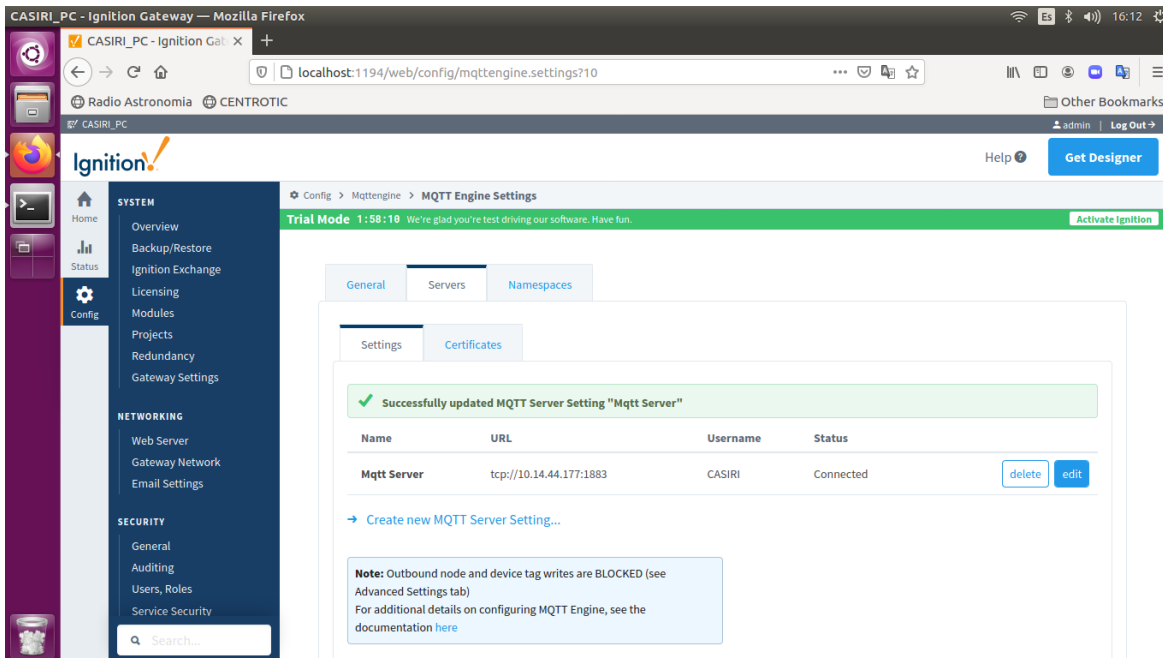 CASIRI_PC - Ignition Gateway — Mozilla Firefox
Es 16:12
CASIRI_PC - Ignition Gat
localhost:1194/web/config/mqttengine.settings?10
Radio Astronomia CENTROTIC Other Bookmarks
CASIRI_PC admin | Log Out
Ignition! Help Get Designer
Config > Mqttengine > MQTT Engine Settings
Trial Mode 1:58:10 We're glad you're test driving our software. Have fun. Activate Ignition
Home
Status
Config
SYSTEM
Overview
Backup/Restore
Ignition Exchange
Licensing
Modules
Projects
Redundancy
Gateway Settings
NETWORKING
Web Server
Gateway Network
Email Settings
SECURITY
General
Auditing
Users, Roles
Service Security
Search...
General Servers Namespaces
Settings Certificates
Successfully updated MQTT Server Setting "Mqtt Server"
Name URL Username Status
Mqtt Server tcp://10.14.44.177:1883 CASIRI Connected delete edit
Create new MQTT Server Setting...
Note: Outbound node and device tag writes are BLOCKED (see
Advanced Settings tab)
For additional details on configuring MQTT Engine, see the
documentation here